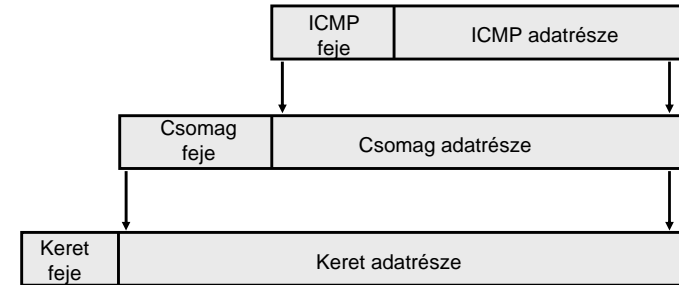 ICMP
feje
ICMP adatrésze
Csomag
feje
Csomag adatrésze
Keret
feje
Keret adatrésze